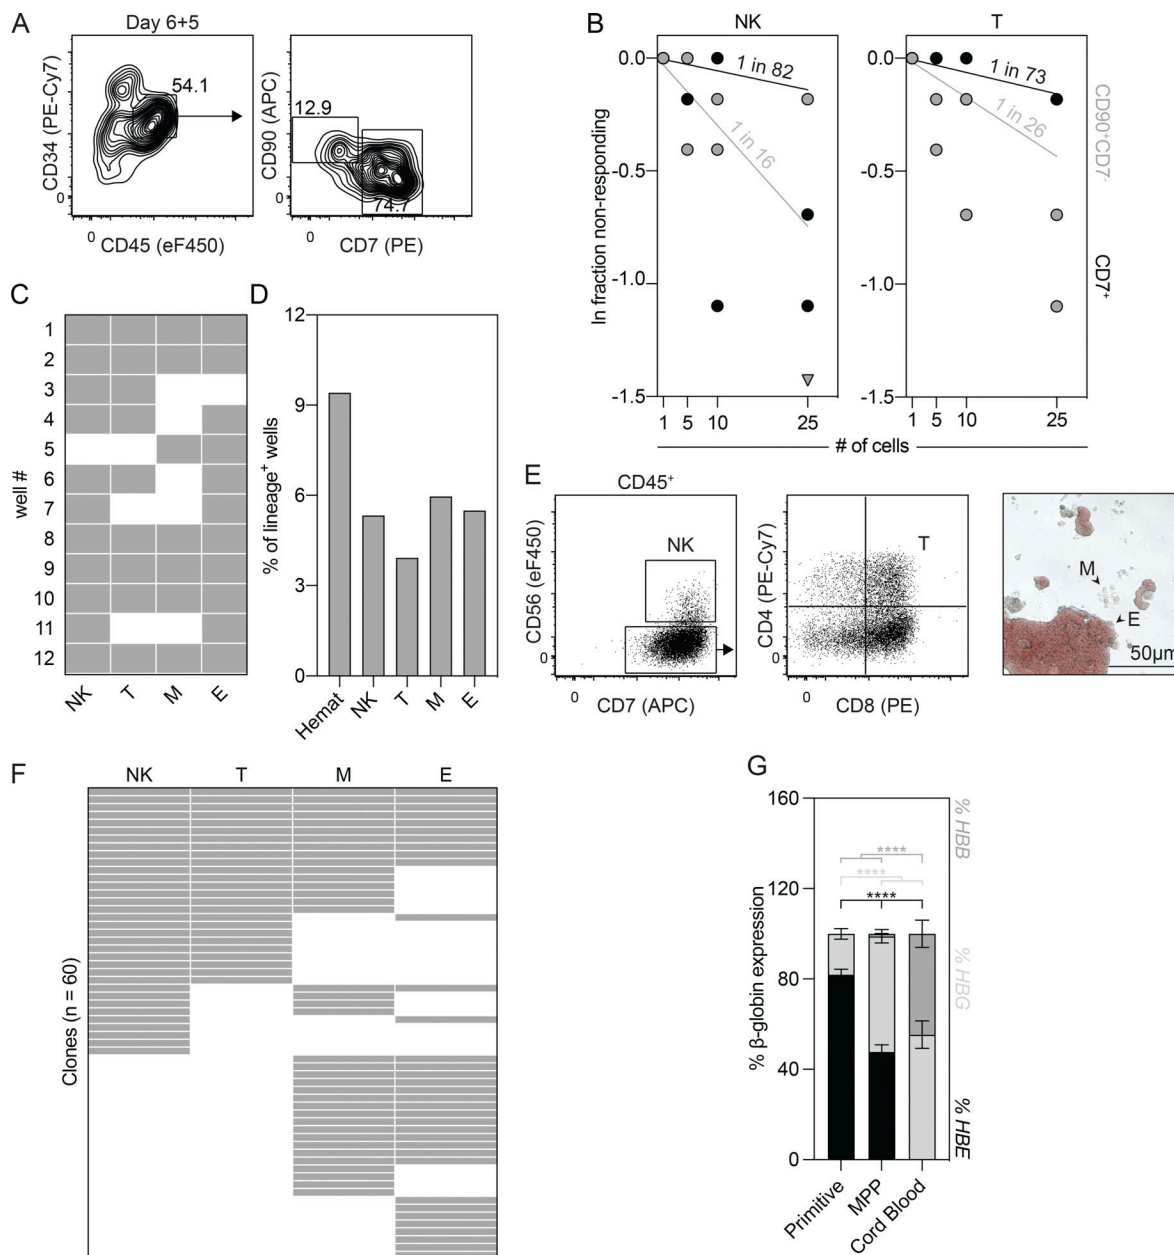 A
Day 6+5
CD34 (PE-Cy7)
54.1
0
0
CD45 (eF450)
CD90 (APC)
12.9
74.7
0
0
CD7 (PE)
B
NK
T
ln fraction non-responding
0.0
-0.5
-1.0
-1.5
1 in 82
1 in 16
1 5 10 25
0.0
-0.5
-1.0
-1.5
1 in 73
1 in 26
1 5 10 25
# of cells
CD90+CD7-
CD7+
C
well #
1
2
3
4
5
6
7
8
9
10
11
12
NK T M E
D
% of lineage+ wells
12
9
6
3
0
Hemat NK T M E
E
CD45+
CD56 (eF450)
NK
0
0
CD7 (APC)
CD4 (PE-Cy7)
T
0
0
CD8 (PE)
M
E
50µm
F
NK T M E
Clones (n = 60)
G
% β-globin expression
160
120
80
40
0
****
****
****
% HBB
% HBG
% HBE
Primitive
MPP
Cord Blood